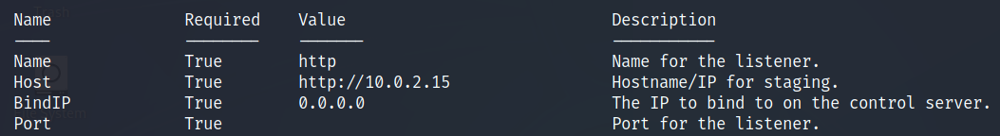 Name Required Value Description
---- -------- ------- -----------
Name True http Name for the listener.
Host True http://10.0.2.15 Hostname/IP for staging.
BindIP True 0.0.0.0 The IP to bind to on the control server.
Port True Port for the listener.